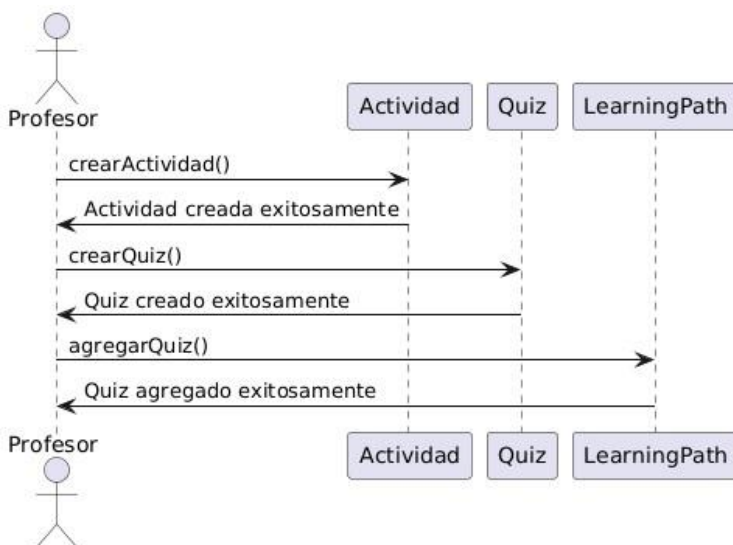 Profesor
Actividad
Quiz
LearningPath
crearActividad()
Actividad creada exitosamente
crearQuiz()
Quiz creado exitosamente
agregarQuiz()
Quiz agregado exitosamente
Profesor
Actividad
Quiz
LearningPath